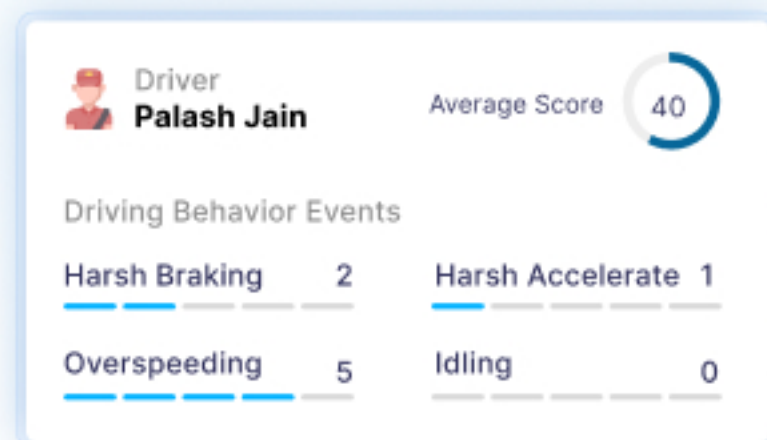 Driver
Palash Jain
Average Score
40
Driving Behavior Events
Harsh Braking 2
Harsh Accelerate 1
Overspeeding 5
Idling 0